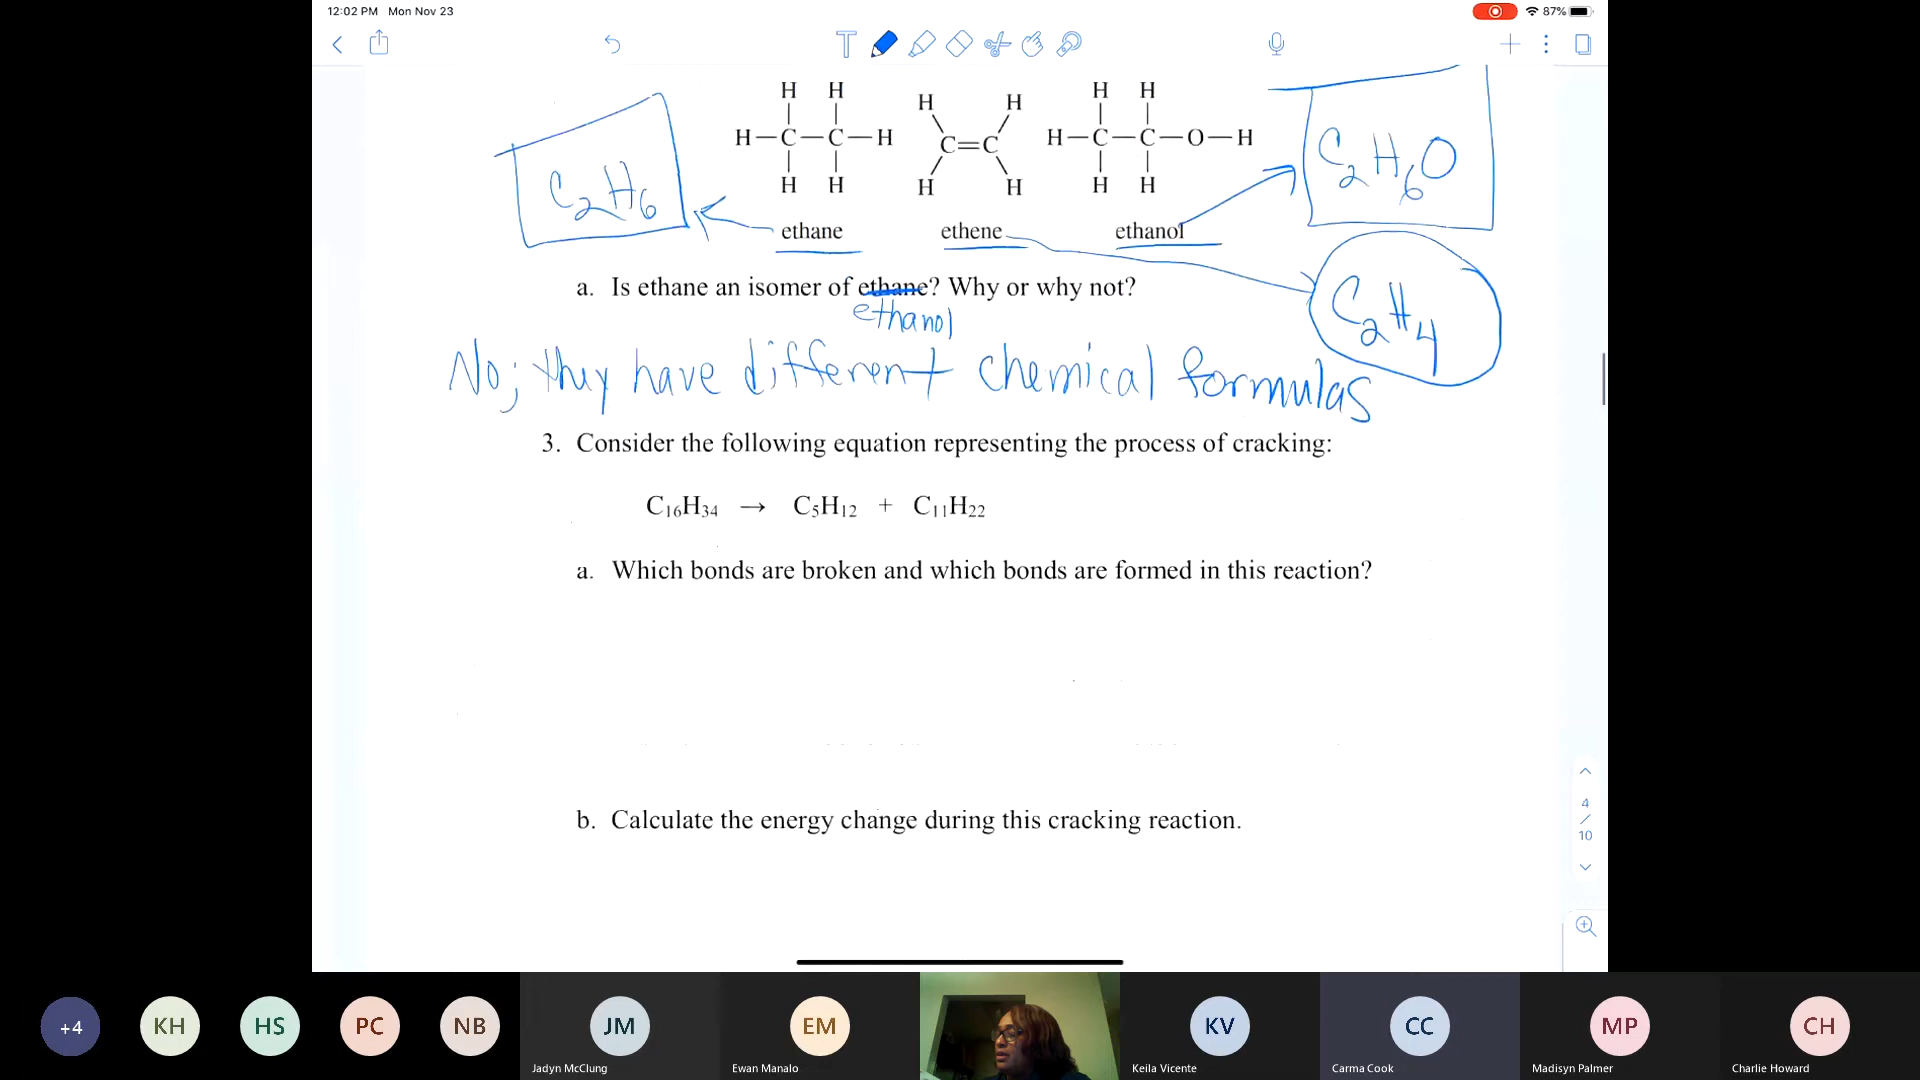 12:02 PM Mon Nov 23
87%
T
H H
H H
H H
H—C—C—H
C=C
H—C—C—O—H
H H
H H
H H
C₂H₆
C₂H₆O
ethane
ethene
ethanol
a. Is ethane an isomer of ethane? Why or why not?
ethanol
C₂H₄
No; they have different chemical formulas
3. Consider the following equation representing the process of cracking:
C₁₆H₃₄ → C₅H₁₂ + C₁₁H₂₂
a. Which bonds are broken and which bonds are formed in this reaction?
b. Calculate the energy change during this cracking reaction.
4
/
10
+4
KH
HS
PC
NB
JM
EM
KV
CC
MP
CH
Jadyn McClung
Ewan Manalo
Keila Vicente
Carma Cook
Madisyn Palmer
Charlie Howard